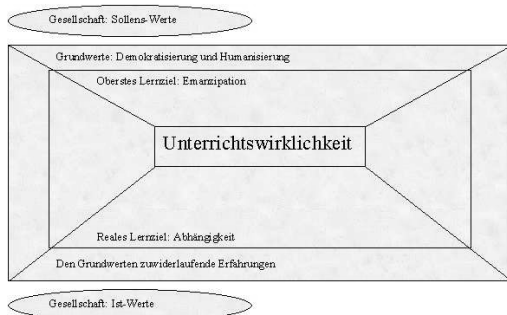 Gesellschaft: Sollens-Werte
Grundwerte: Demokratisierung und Humanisierung
Oberstes Lernziel: Emanzipation
Unterrichtswirklichkeit
Reales Lernziel: Abhängigkeit
Den Grundwerten zuwiderlaufende Erfahrungen
Gesellschaft: Ist-Werte